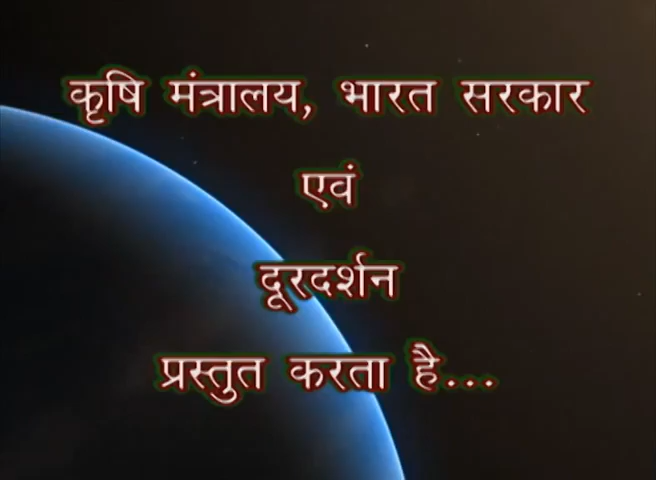 कृषि मंत्रालय, भारत सरकार
एवं
दूरदर्शन
प्रस्तुत करता है...